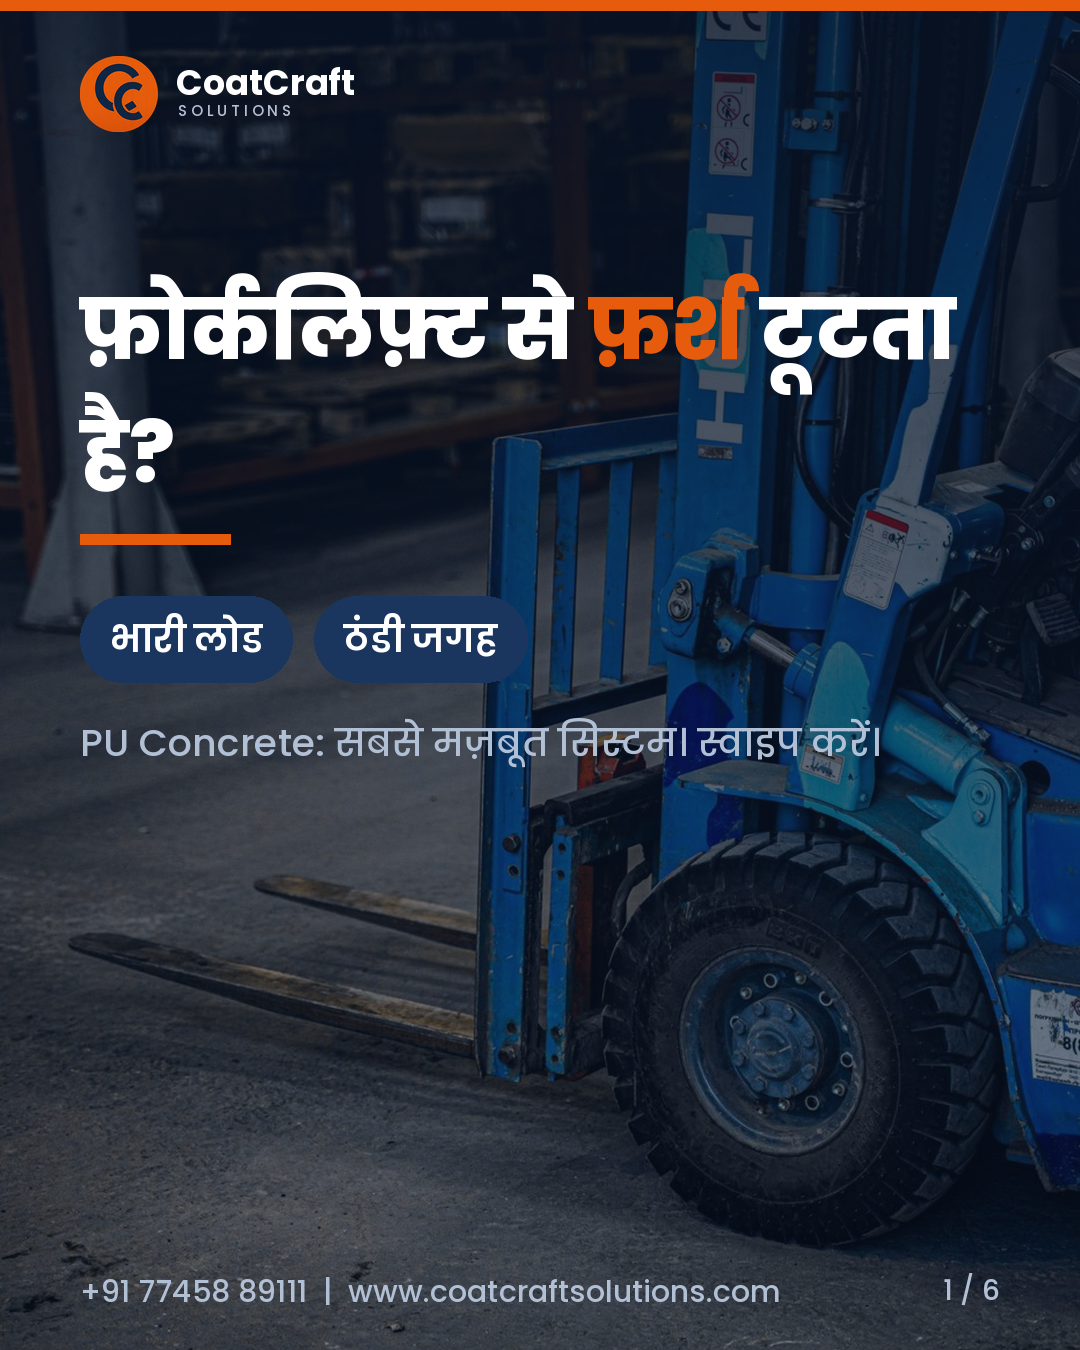 CoatCraft
SOLUTIONS
फ़ोर्कलिफ़्ट से फ़र्श टूटता
है?
भारी लोड
ठंडी जगह
PU Concrete: सबसे मज़बूत सिस्टम। स्वाइप करें।
HUTL
+91 77458 89111 | www.coatcraftsolutions.com
1 / 6